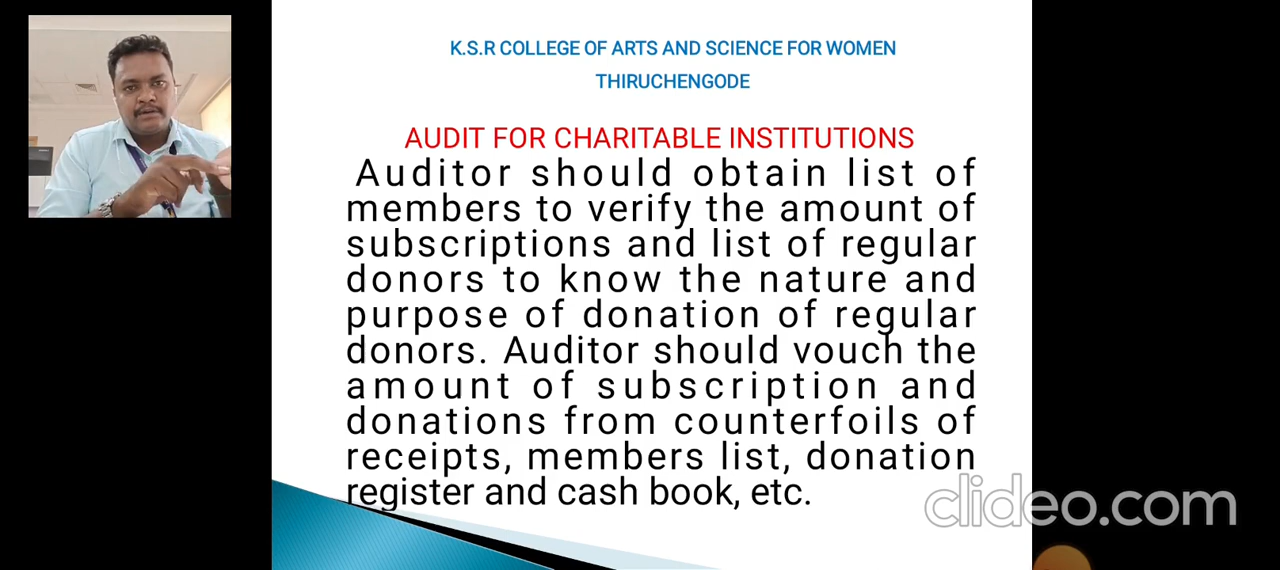 K.S.R COLLEGE OF ARTS AND SCIENCE FOR WOMEN
THIRUCHENGODE
AUDIT FOR CHARITABLE INSTITUTIONS
Auditor should obtain list of
members to verify the amount of
subscriptions and list of regular
donors to know the nature and
purpose of donation of regular
donors. Auditor should vouch the
amount of subscription and
donations from counterfoils of
receipts, members list, donation
register and cash book, etc.
clideo.com